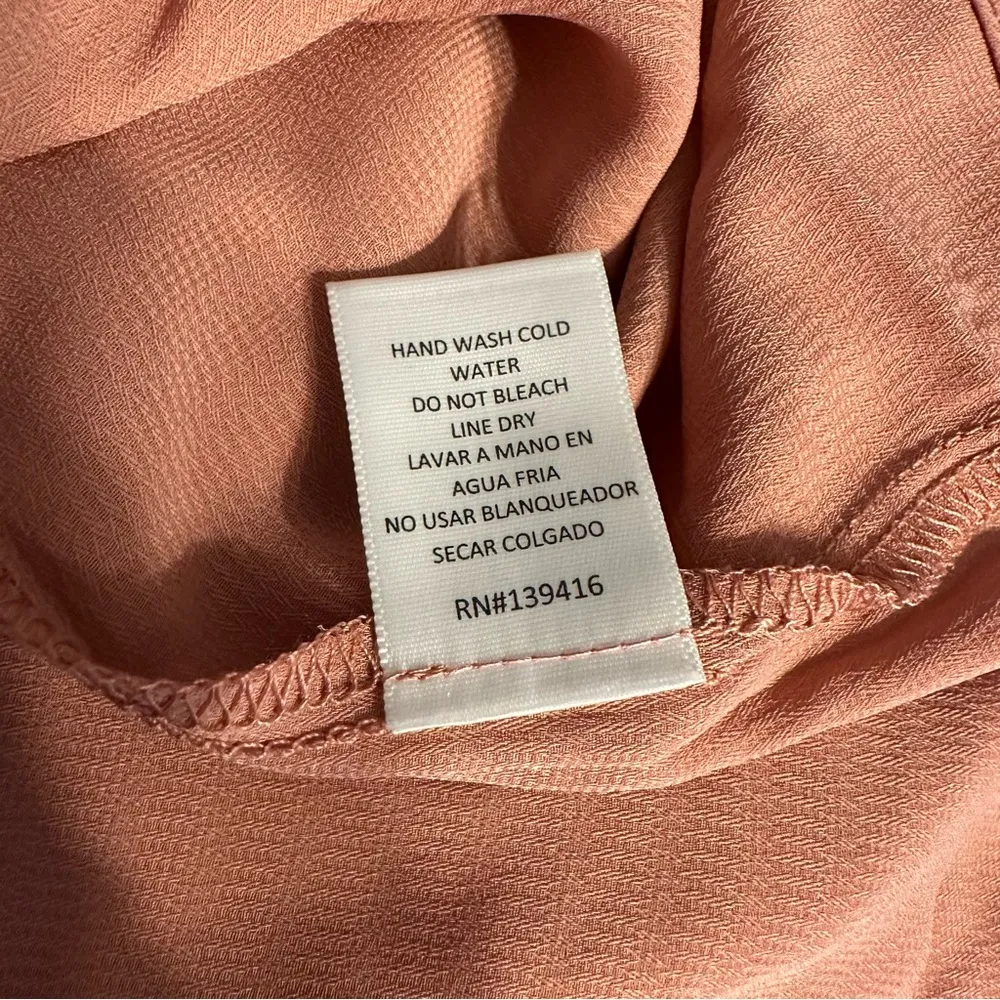 HAND WASH COLD
WATER
DO NOT BLEACH
LINE DRY
LAVAR A MANO EN
AGUA FRIA
NO USAR BLANQUEADOR
SECAR COLGADO
RN#139416